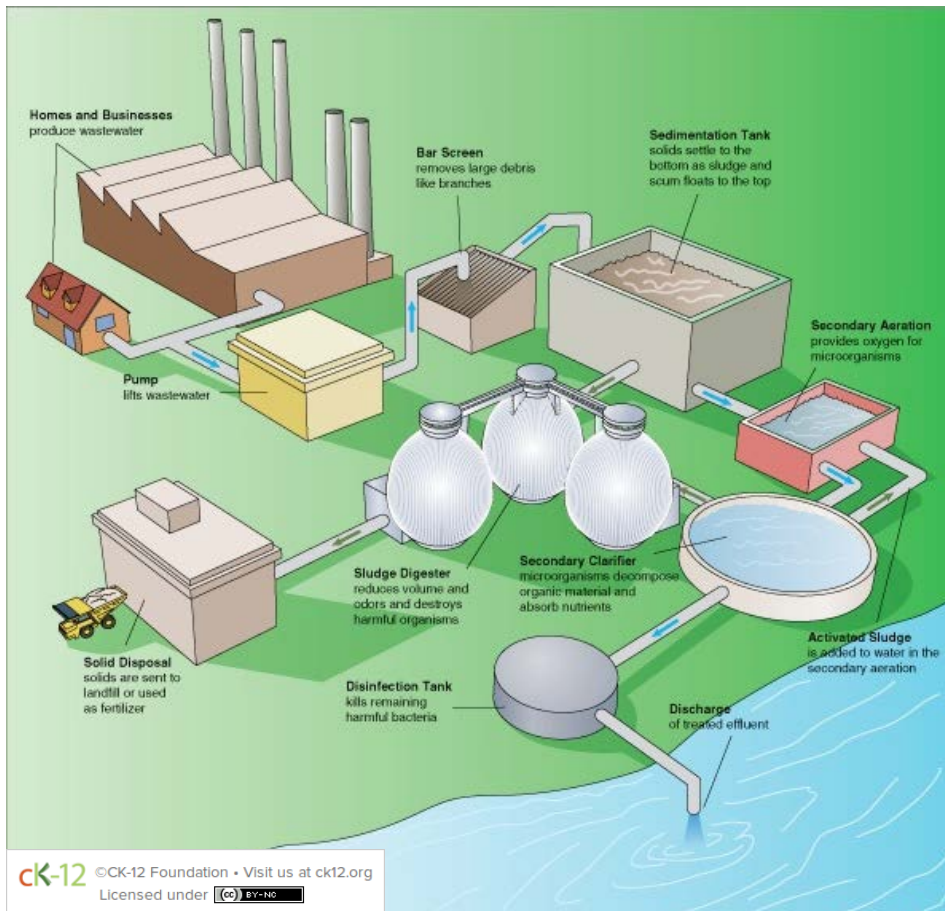 Homes and Businesses
produce wastewater
Bar Screen
removes large debris
like branches
Sedimentation Tank
solids settle to the
bottom as sludge and
scum floats to the top
Secondary Aeration
provides oxygen for
microorganisms
Pump
lifts wastewater
Sludge Digester
reduces volume and
odors and destroys
harmful organisms
Secondary Clarifier
microorganisms decompose
organic material and
absorb nutrients
Activated Sludge
is added to water in the
secondary aeration
Solid Disposal
solids are sent to
landfill or used
as fertilizer
Disinfection Tank
kills remaining
harmful bacteria
Discharge
of treated effluent
cK-12 ©CK-12 Foundation • Visit us at ck12.org
Licensed under (cc) BY-NC